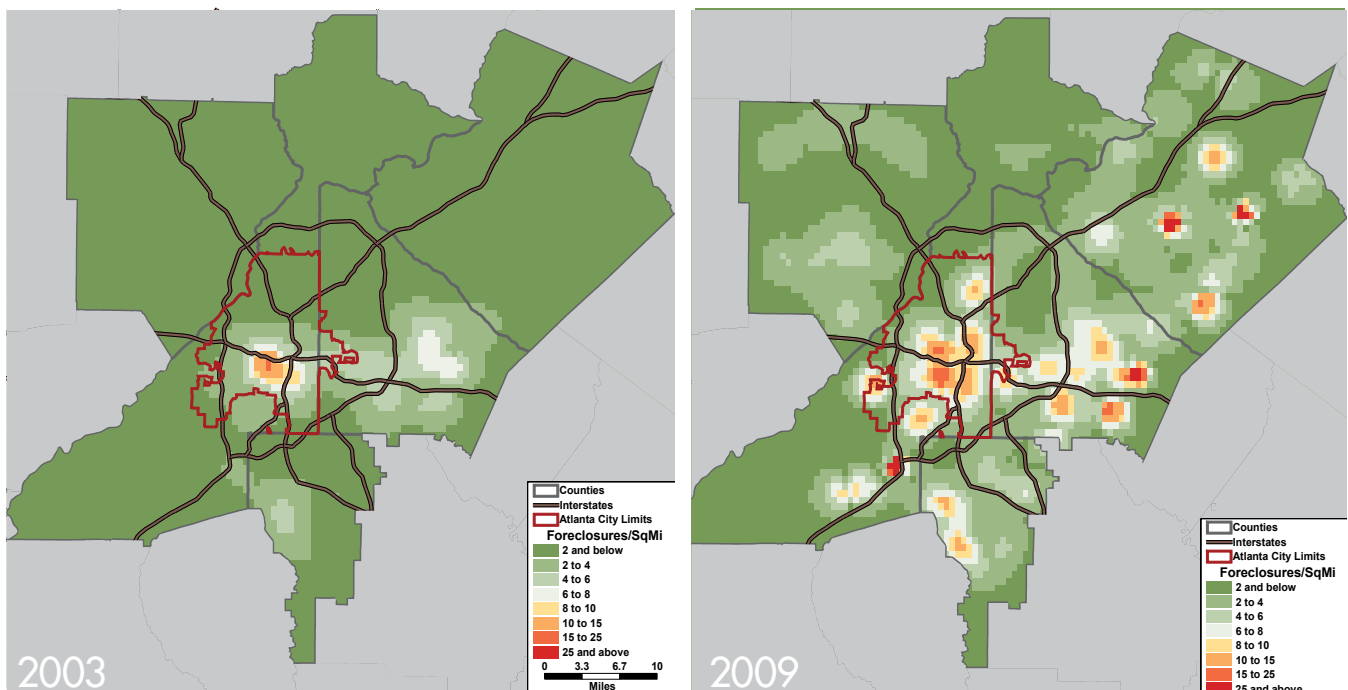 Counties
Interstates
Atlanta City Limits
Foreclosures/SqMi
2 and below
2 to 4
4 to 6
6 to 8
8 to 10
10 to 15
15 to 25
25 and above
0 3.3 6.7 10
Miles
2003
Counties
Interstates
Atlanta City Limits
Foreclosures/SqMi
2 and below
2 to 4
4 to 6
6 to 8
8 to 10
10 to 15
15 to 25
25 and above
2009